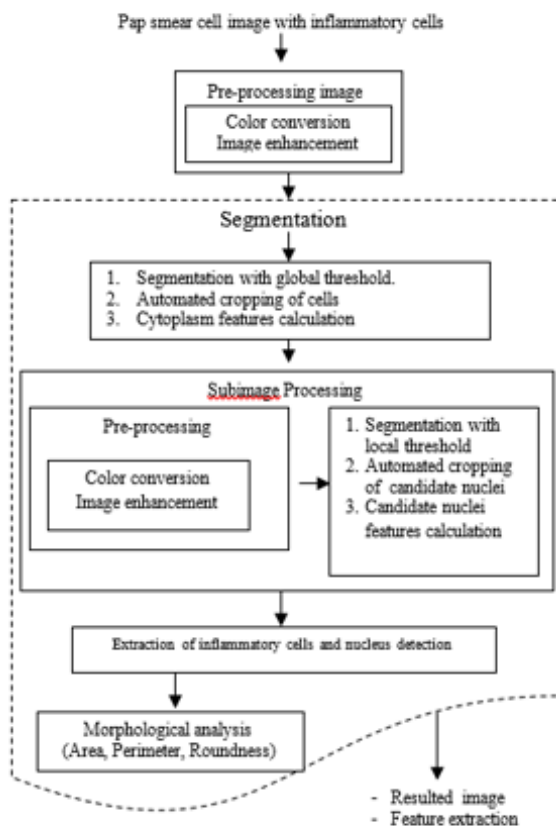 Pap smear cell image with inflammatory cells
Pre-processing image
Color conversion
Image enhancement
Segmentation
1. Segmentation with global threshold.
2. Automated cropping of cells
3. Cytoplasm features calculation
Subimage Processing
Pre-processing
Color conversion
Image enhancement
1. Segmentation with
local threshold
2. Automated cropping
of candidate nuclei
3. Candidate nuclei
features calculation
Extraction of inflammatory cells and nucleus detection
Morphological analysis
(Area, Perimeter, Roundness)
- Resulted image
- Feature extraction